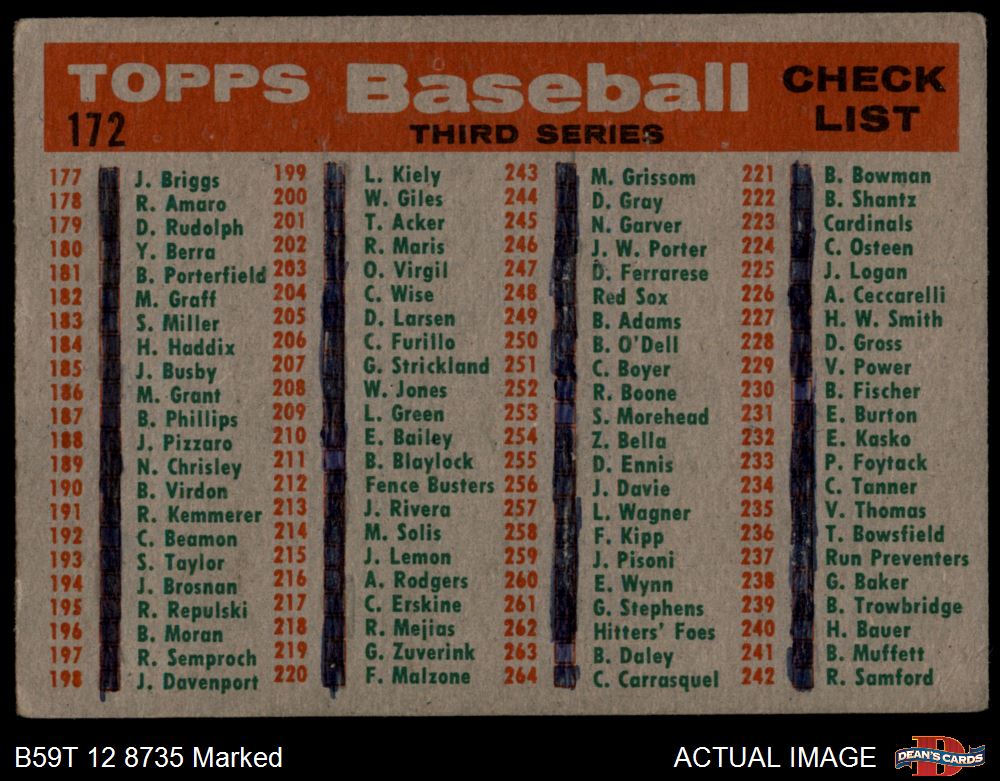 TOPPS Baseball CHECK LIST
172 THIRD SERIES
177 J. Briggs
178 R. Amaro
179 D. Rudolph
180 Y. Berra
181 B. Porterfield
182 M. Graff
183 S. Miller
184 H. Haddix
185 J. Busby
186 M. Grant
187 B. Phillips
188 J. Pizzaro
189 N. Chrisley
190 B. Virdon
191 R. Kemmerer
192 C. Beamon
193 S. Taylor
194 J. Brosnan
195 R. Repulski
196 B. Moran
197 R. Semproch
198 J. Davenport
199 L. Kiely
200 W. Giles
201 T. Acker
202 R. Maris
203 O. Virgil
204 C. Wise
205 D. Larsen
206 C. Furillo
207 G. Strickland
208 W. Jones
209 L. Green
210 E. Bailey
211 B. Blaylock
212 Fence Busters
213 J. Rivera
214 M. Solis
215 J. Lemon
216 A. Rodgers
217 C. Erskine
218 R. Mejias
219 G. Zuverink
220 F. Malzone
243 M. Grissom
244 D. Gray
245 N. Garver
246 J. W. Porter
247 D. Ferrarese
248 Red Sox
249 B. Adams
250 B. O'Dell
251 C. Boyer
252 R. Boone
253 S. Morehead
254 Z. Bella
255 D. Ennis
256 J. Davie
257 L. Wagner
258 F. Kipp
259 J. Pisoni
260 E. Wynn
261 G. Stephens
262 Hitters' Foes
263 B. Daley
264 C. Carrasquel
221 B. Bowman
222 B. Shantz
223 Cardinals
224 C. Osteen
225 J. Logan
226 A. Ceccarelli
227 H. W. Smith
228 D. Gross
229 V. Power
230 B. Fischer
231 E. Burton
232 E. Kasko
233 P. Foytack
234 C. Tanner
235 V. Thomas
236 T. Bowsfield
237 Run Preventers
238 G. Baker
239 B. Trowbridge
240 H. Bauer
241 B. Muffett
242 R. Samford
B59T 12 8735 Marked
ACTUAL IMAGE
DEAN'S CARDS